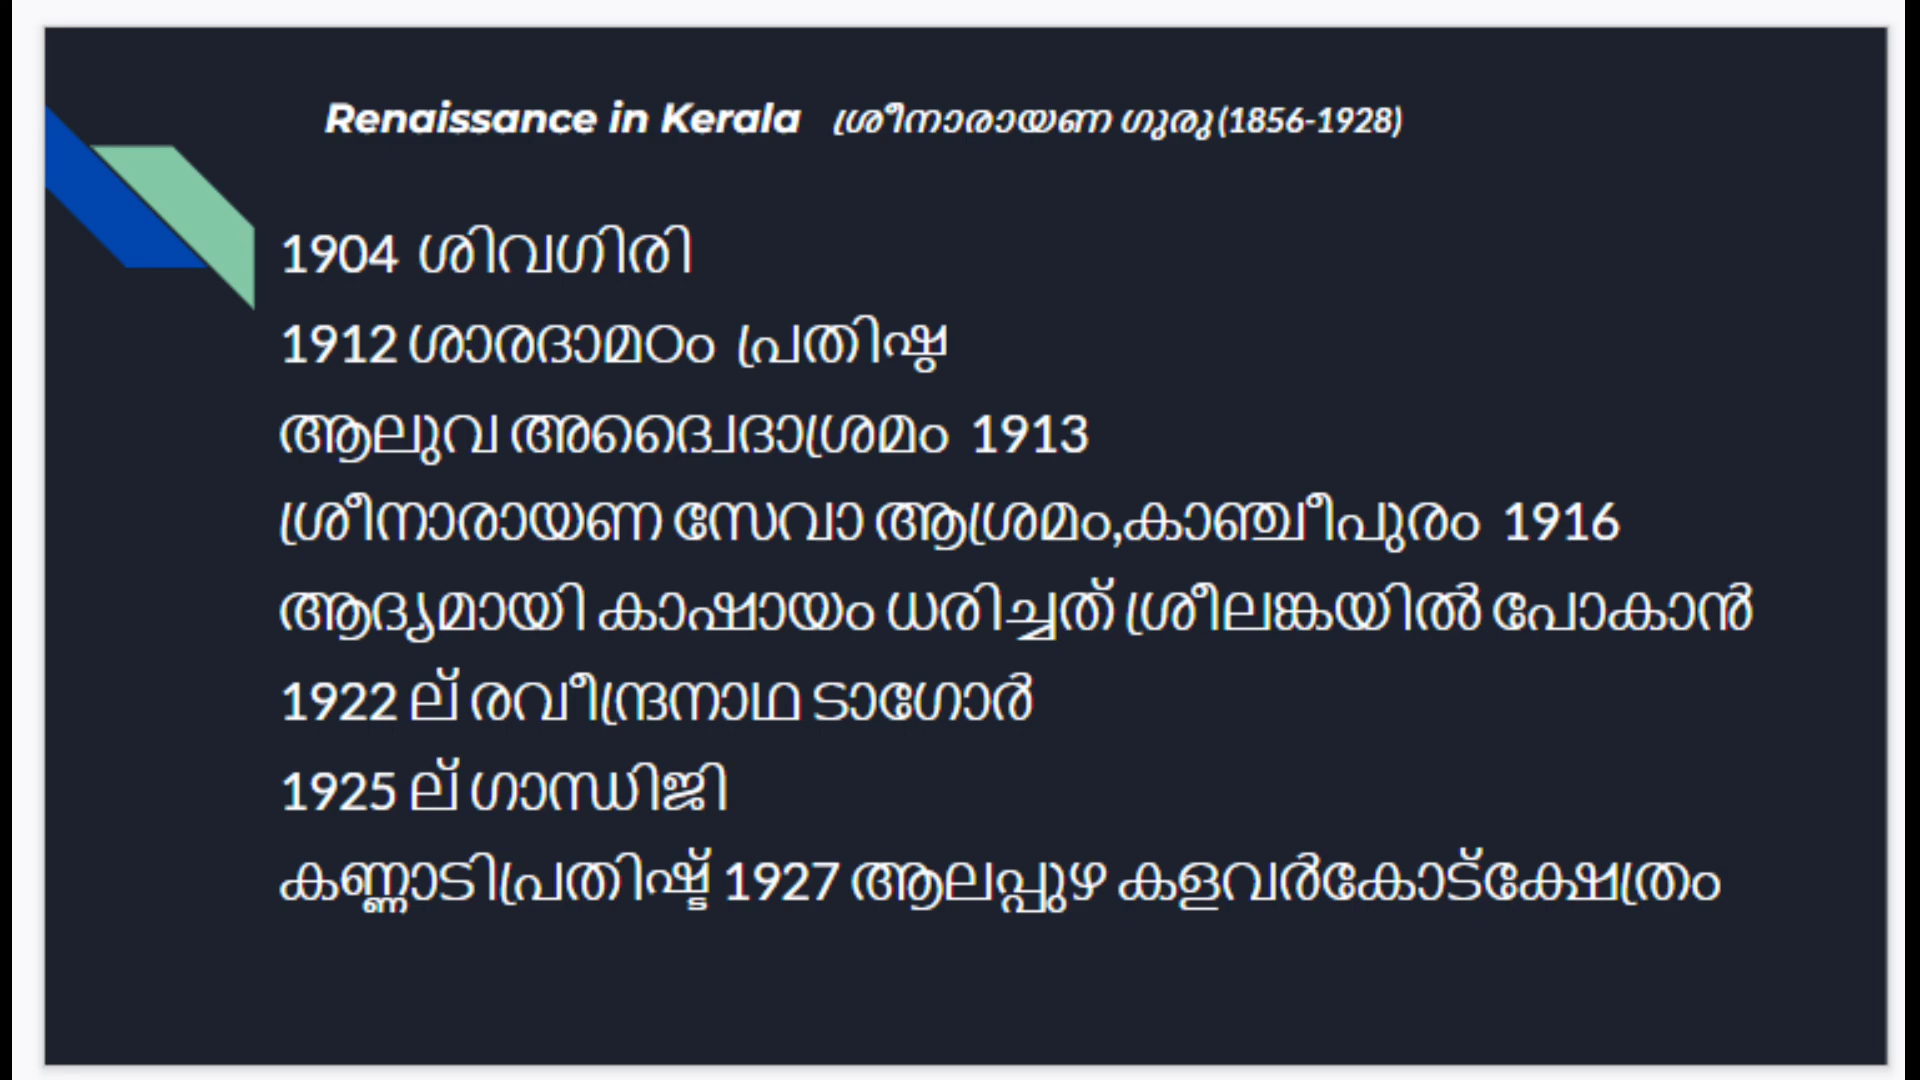 Renaissance in Kerala ശ്രീനാരായണ ഗുരു (1856-1928)
1904 ശിവഗിരി
1912 ശാരദാമഠം പ്രതിഷ്ഠ
ആലുവ അദ്വൈദാശ്രമം 1913
ശ്രീനാരായണ സേവാ ആശ്രമം,കാഞ്ചീപുരം 1916
ആദ്യമായി കാഷായം ധരിച്ചത് ശ്രീലങ്കയിൽ പോകാൻ
1922 ല് രവീന്ദ്രനാഥ ടാഗോർ
1925 ല് ഗാന്ധിജി
കണ്ണാടിപ്രതിഷ്ട് 1927 ആലപ്പുഴ കളവർകോട്ക്ഷേത്രം